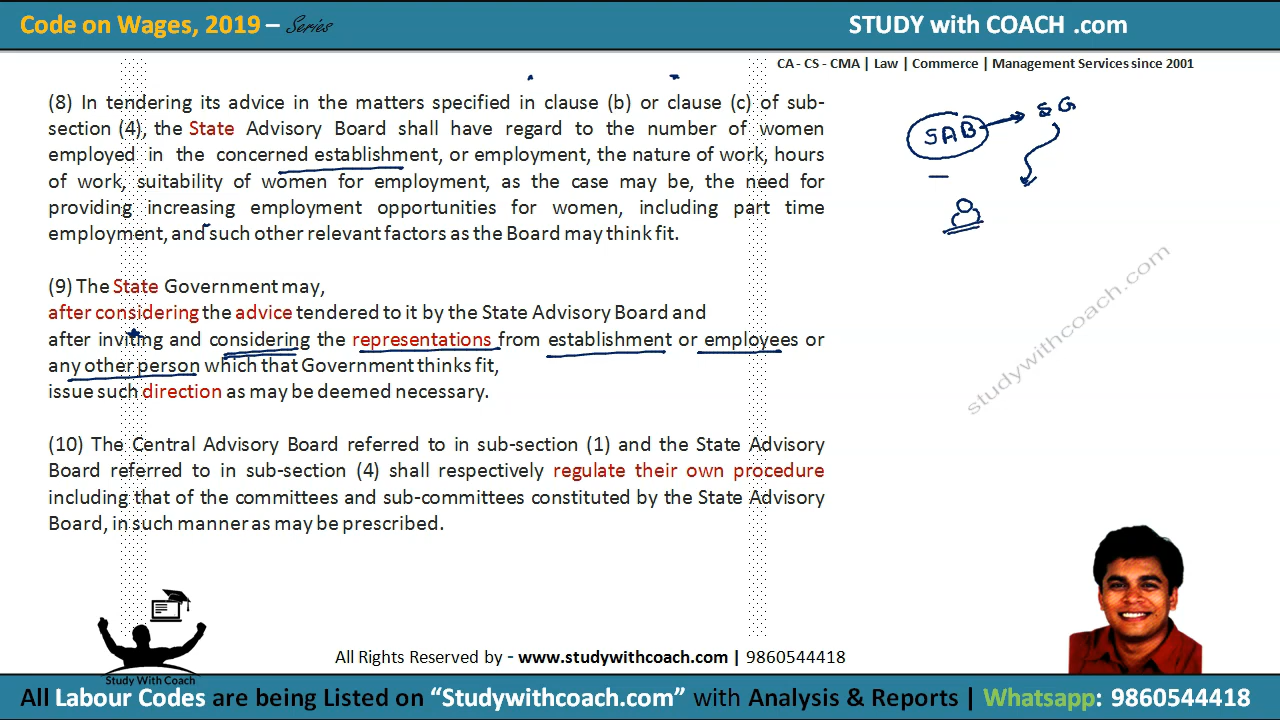 Code on Wages, 2019 – Series
STUDY with COACH .com
CA - CS - CMA | Law | Commerce | Management Services since 2001
(8) In tendering its advice in the matters specified in clause (b) or clause (c) of sub-
section (4), the State Advisory Board shall have regard to the number of women
employed in the concerned establishment, or employment, the nature of work, hours
of work, suitability of women for employment, as the case may be, the need for
providing increasing employment opportunities for women, including part time
employment, and such other relevant factors as the Board may think fit.
(9) The State Government may,
after considering the advice tendered to it by the State Advisory Board and
after inviting and considering the representations from establishment or employees or
any other person which that Government thinks fit,
issue such direction as may be deemed necessary.
(10) The Central Advisory Board referred to in sub-section (1) and the State Advisory
Board referred to in sub-section (4) shall respectively regulate their own procedure
including that of the committees and sub-committees constituted by the State Advisory
Board, in such manner as may be prescribed.
SAB
SG
studywithcoach.com
Study With Coach
All Rights Reserved by - www.studywithcoach.com | 9860544418
All Labour Codes are being Listed on “Studywithcoach.com” with Analysis & Reports | Whatsapp: 9860544418